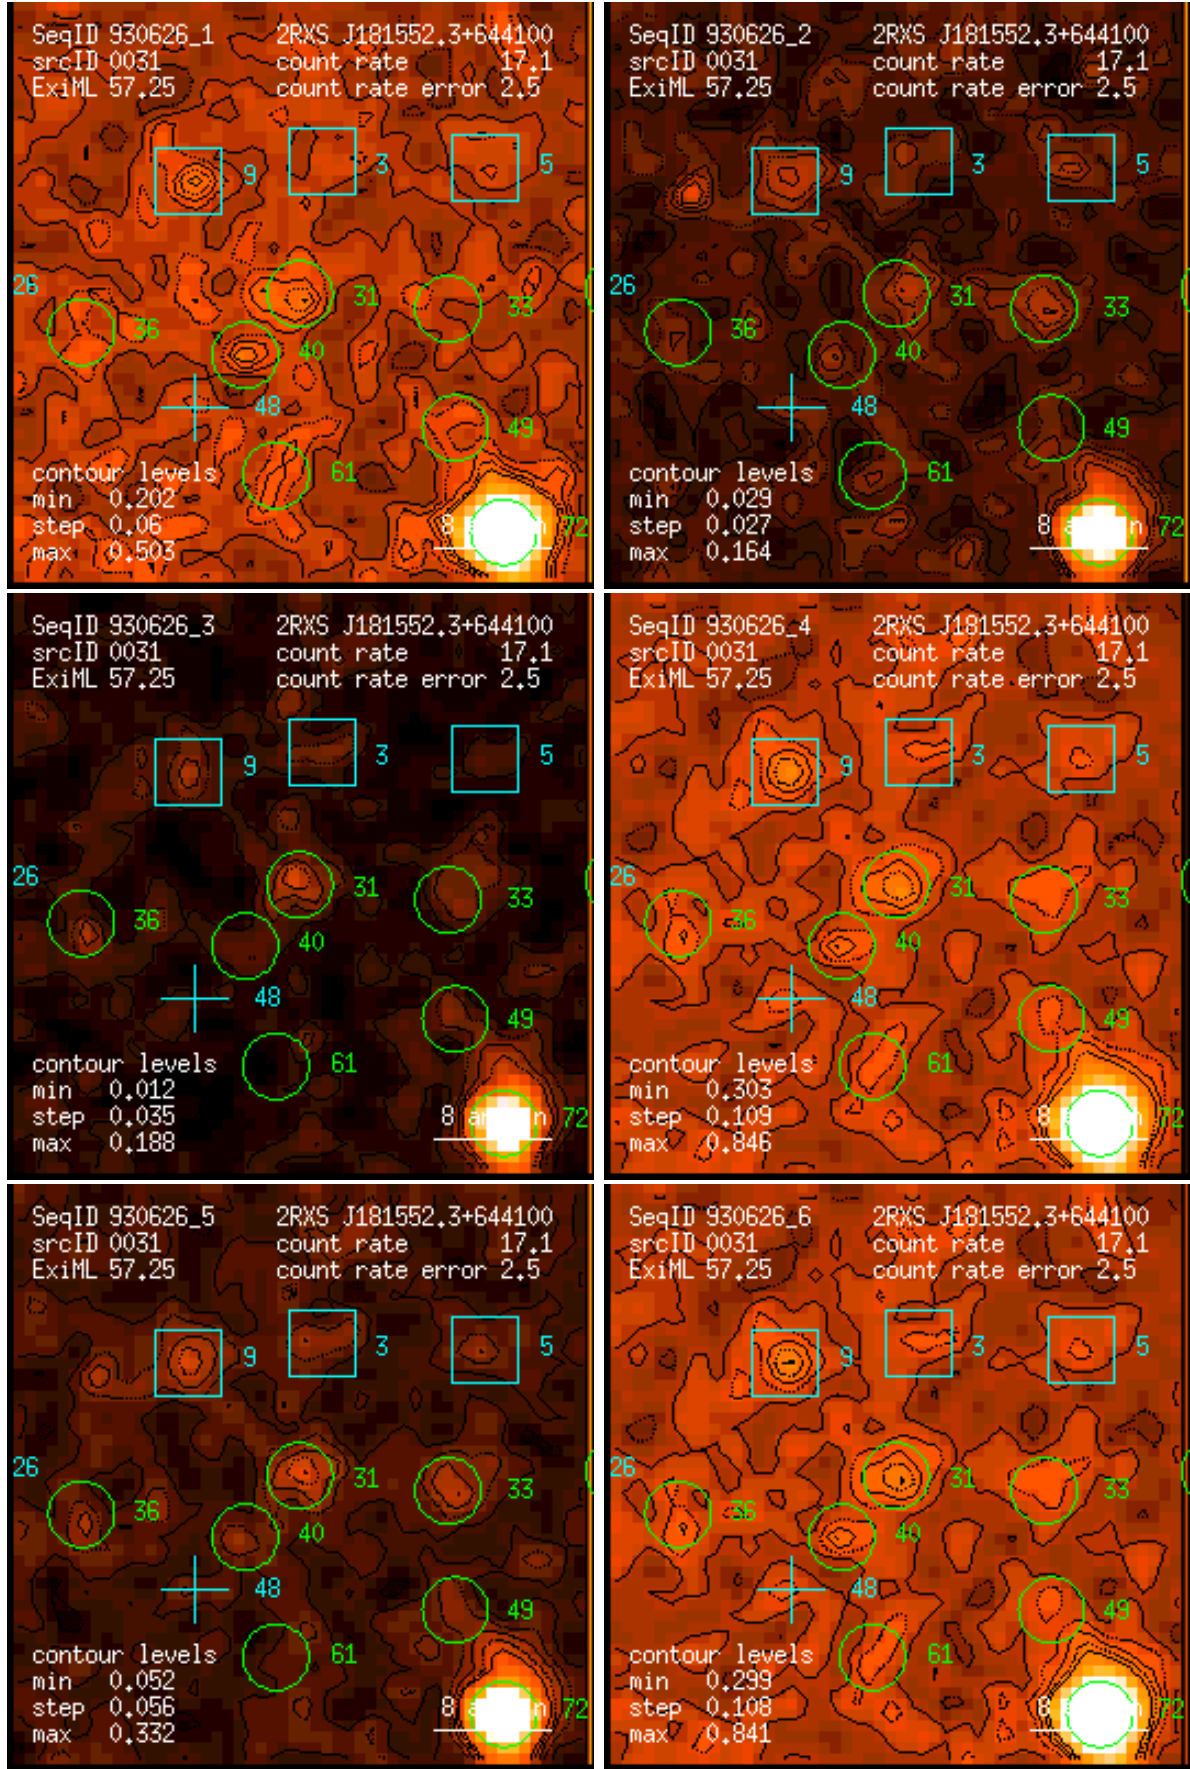 SeqID 930626_1 2RXS J181552.3+644100
srcID 0031 count rate 17.1
ExiML 57.25 count rate error 2.5
9 3 5
26 31 33
36 40
48 49
contour levels 61
min 0.202
step 0.06 8 72
max 0.503
SeqID 930626_2 2RXS J181552.3+644100
srcID 0031 count rate 17.1
ExiML 57.25 count rate error 2.5
9 3 5
26 31 33
36 40
48 49
contour levels 61
min 0.029
step 0.027 8 72
max 0.164
SeqID 930626_3 2RXS J181552.3+644100
srcID 0031 count rate 17.1
ExiML 57.25 count rate error 2.5
9 3 5
26 31 33
36 40
48 49
contour levels 61
min 0.012
step 0.035 8 72
max 0.188
SeqID 930626_4 2RXS J181552.3+644100
srcID 0031 count rate 17.1
ExiML 57.25 count rate error 2.5
9 3 5
26 31 33
36 40
48 49
contour levels 61
min 0.303
step 0.109 8 72
max 0.846
SeqID 930626_5 2RXS J181552.3+644100
srcID 0031 count rate 17.1
ExiML 57.25 count rate error 2.5
9 3 5
26 31 33
36 40
48 49
contour levels 61
min 0.052
step 0.056 8 72
max 0.332
SeqID 930626_6 2RXS J181552.3+644100
srcID 0031 count rate 17.1
ExiML 57.25 count rate error 2.5
9 3 5
26 31 33
36 40
48 49
contour levels 61
min 0.299
step 0.108 8 72
max 0.841